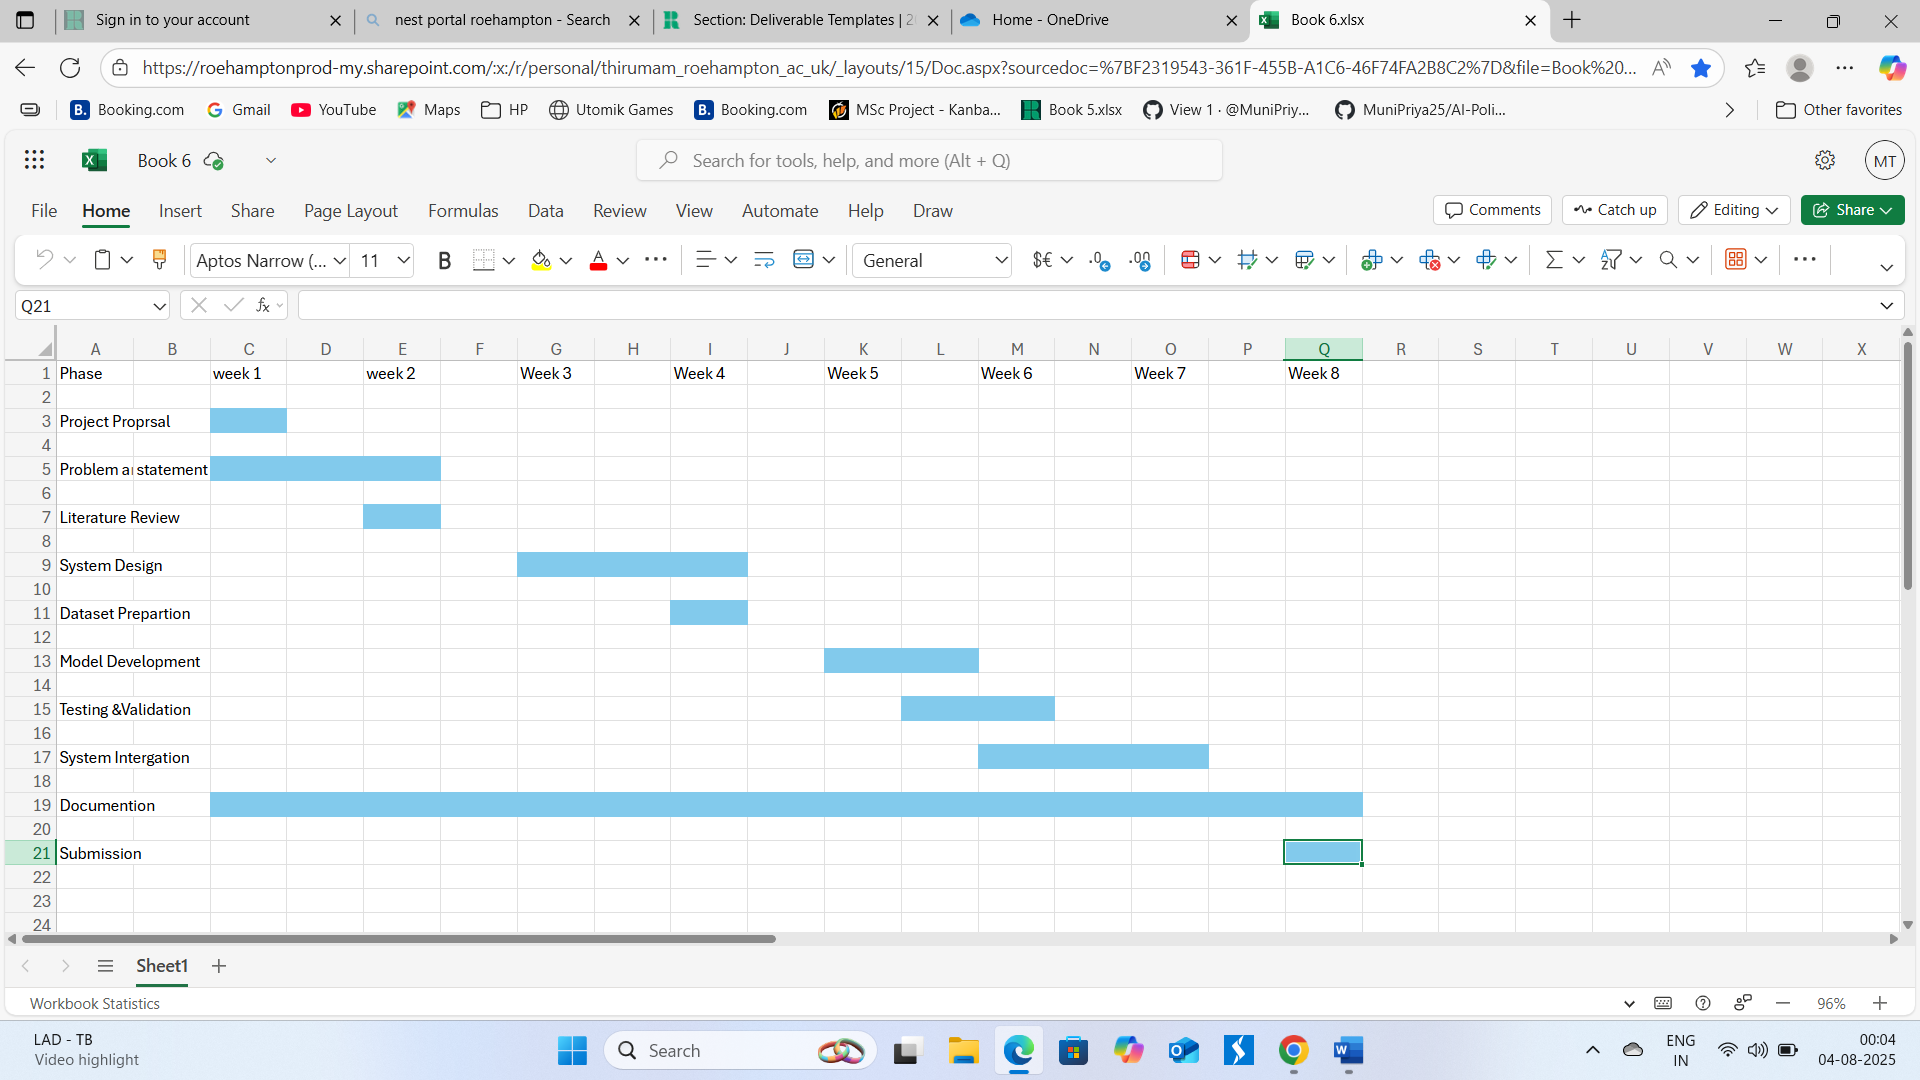 Sign in to your account
nest portal roehampton - Search
Section: Deliverable Templates | 2
Home - OneDrive
Book 6.xlsx
https://roehamptonprod-my.sharepoint.com/:x:/r/personal/thirumam_roehampton_ac_uk/_layouts/15/Doc.aspx?sourcedoc=%7BF2319543-361F-455B-A1C6-46F74FA2B8C2%7D&file=Book%20...
Booking.com Gmail YouTube Maps HP Utomik Games Booking.com MSc Project - Kanba... Book 5.xlsx View 1 · @MuniPriy... MuniPriya25/AI-Poli... Other favorites
Book 6
Search for tools, help, and more (Alt + Q)
MT
File Home Insert Share Page Layout Formulas Data Review View Automate Help Draw
Comments Catch up Editing Share
Aptos Narrow (... 11 B A General $€ .0 .00
Q21 fx
A B C D E F G H I J K L M N O P Q R S T U V W X
1 Phase week 1 week 2 Week 3 Week 4 Week 5 Week 6 Week 7 Week 8
2
3 Project Proprsal
4
5 Problem a statement
6
7 Literature Review
8
9 System Design
10
11 Dataset Prepartion
12
13 Model Development
14
15 Testing &Validation
16
17 System Intergation
18
19 Documention
20
21 Submission
22
23
24
Sheet1
Workbook Statistics
96%
LAD - TB
Video highlight
Search
ENG
IN
00:04
04-08-2025